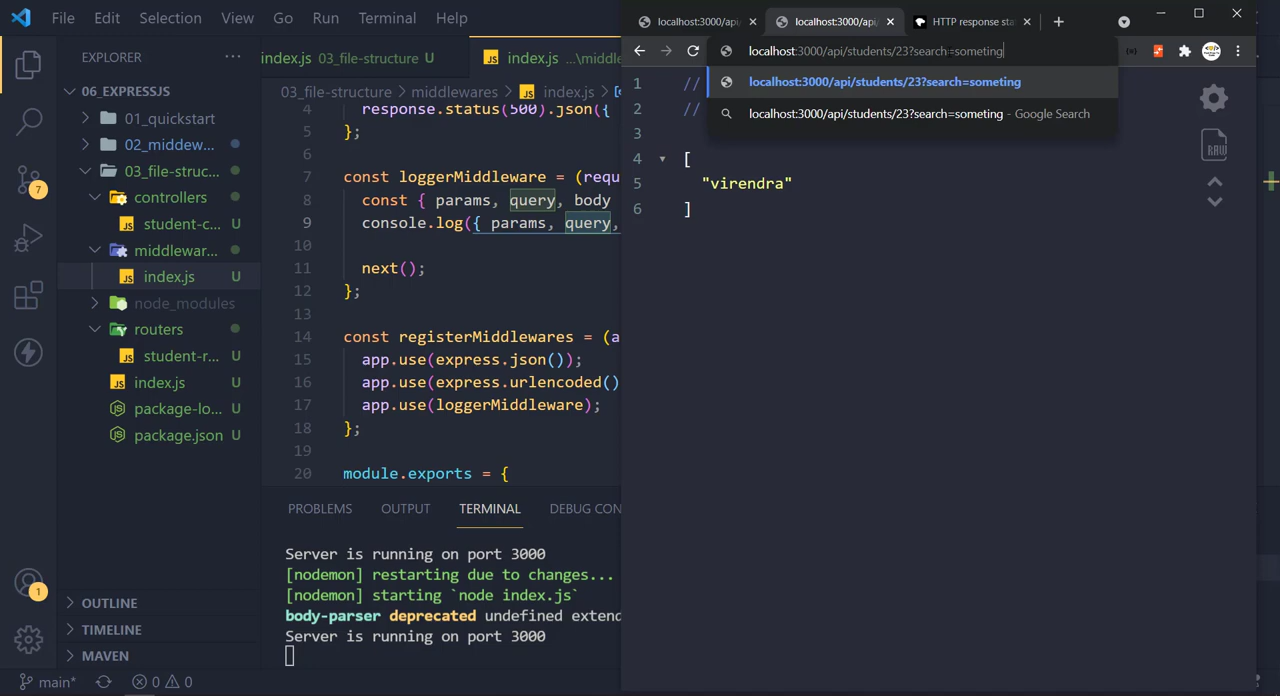 File Edit Selection View Go Run Terminal Help
localhost:3000/api/
localhost:3000/api/
HTTP response sta
localhost:3000/api/students/23?search=someting
localhost:3000/api/students/23?search=someting
localhost:3000/api/students/23?search=someting - Google Search
EXPLORER ...
06_EXPRESSJS
01_quickstart
02_middew...
03_file-struc...
controllers
student-c... U
middlewar...
index.js U
node_modules
routers
student-r... U
index.js U
package-lo... U
package.json U
OUTLINE
TIMELINE
MAVEN
7
1
index.js 03_file-structure U
index.js ...\middle
03_file-structure > middlewares > index.js >
4 response.status(500).json({
5 };
6
7 const loggerMiddleware = (requ
8 const { params, query, body
9 console.log({ params, query,
10
11 next();
12 };
13
14 const registerMiddlewares = (a
15 app.use(express.json());
16 app.use(express.urlencoded()
17 app.use(loggerMiddleware);
18 };
19
20 module.exports = {
1 //
2 //
3
4 [
5 "virendra"
6 ]
RAW
PROBLEMS OUTPUT TERMINAL DEBUG CON
Server is running on port 3000
[nodemon] restarting due to changes...
[nodemon] starting `node index.js`
body-parser deprecated undefined extend
Server is running on port 3000
main* 0 0